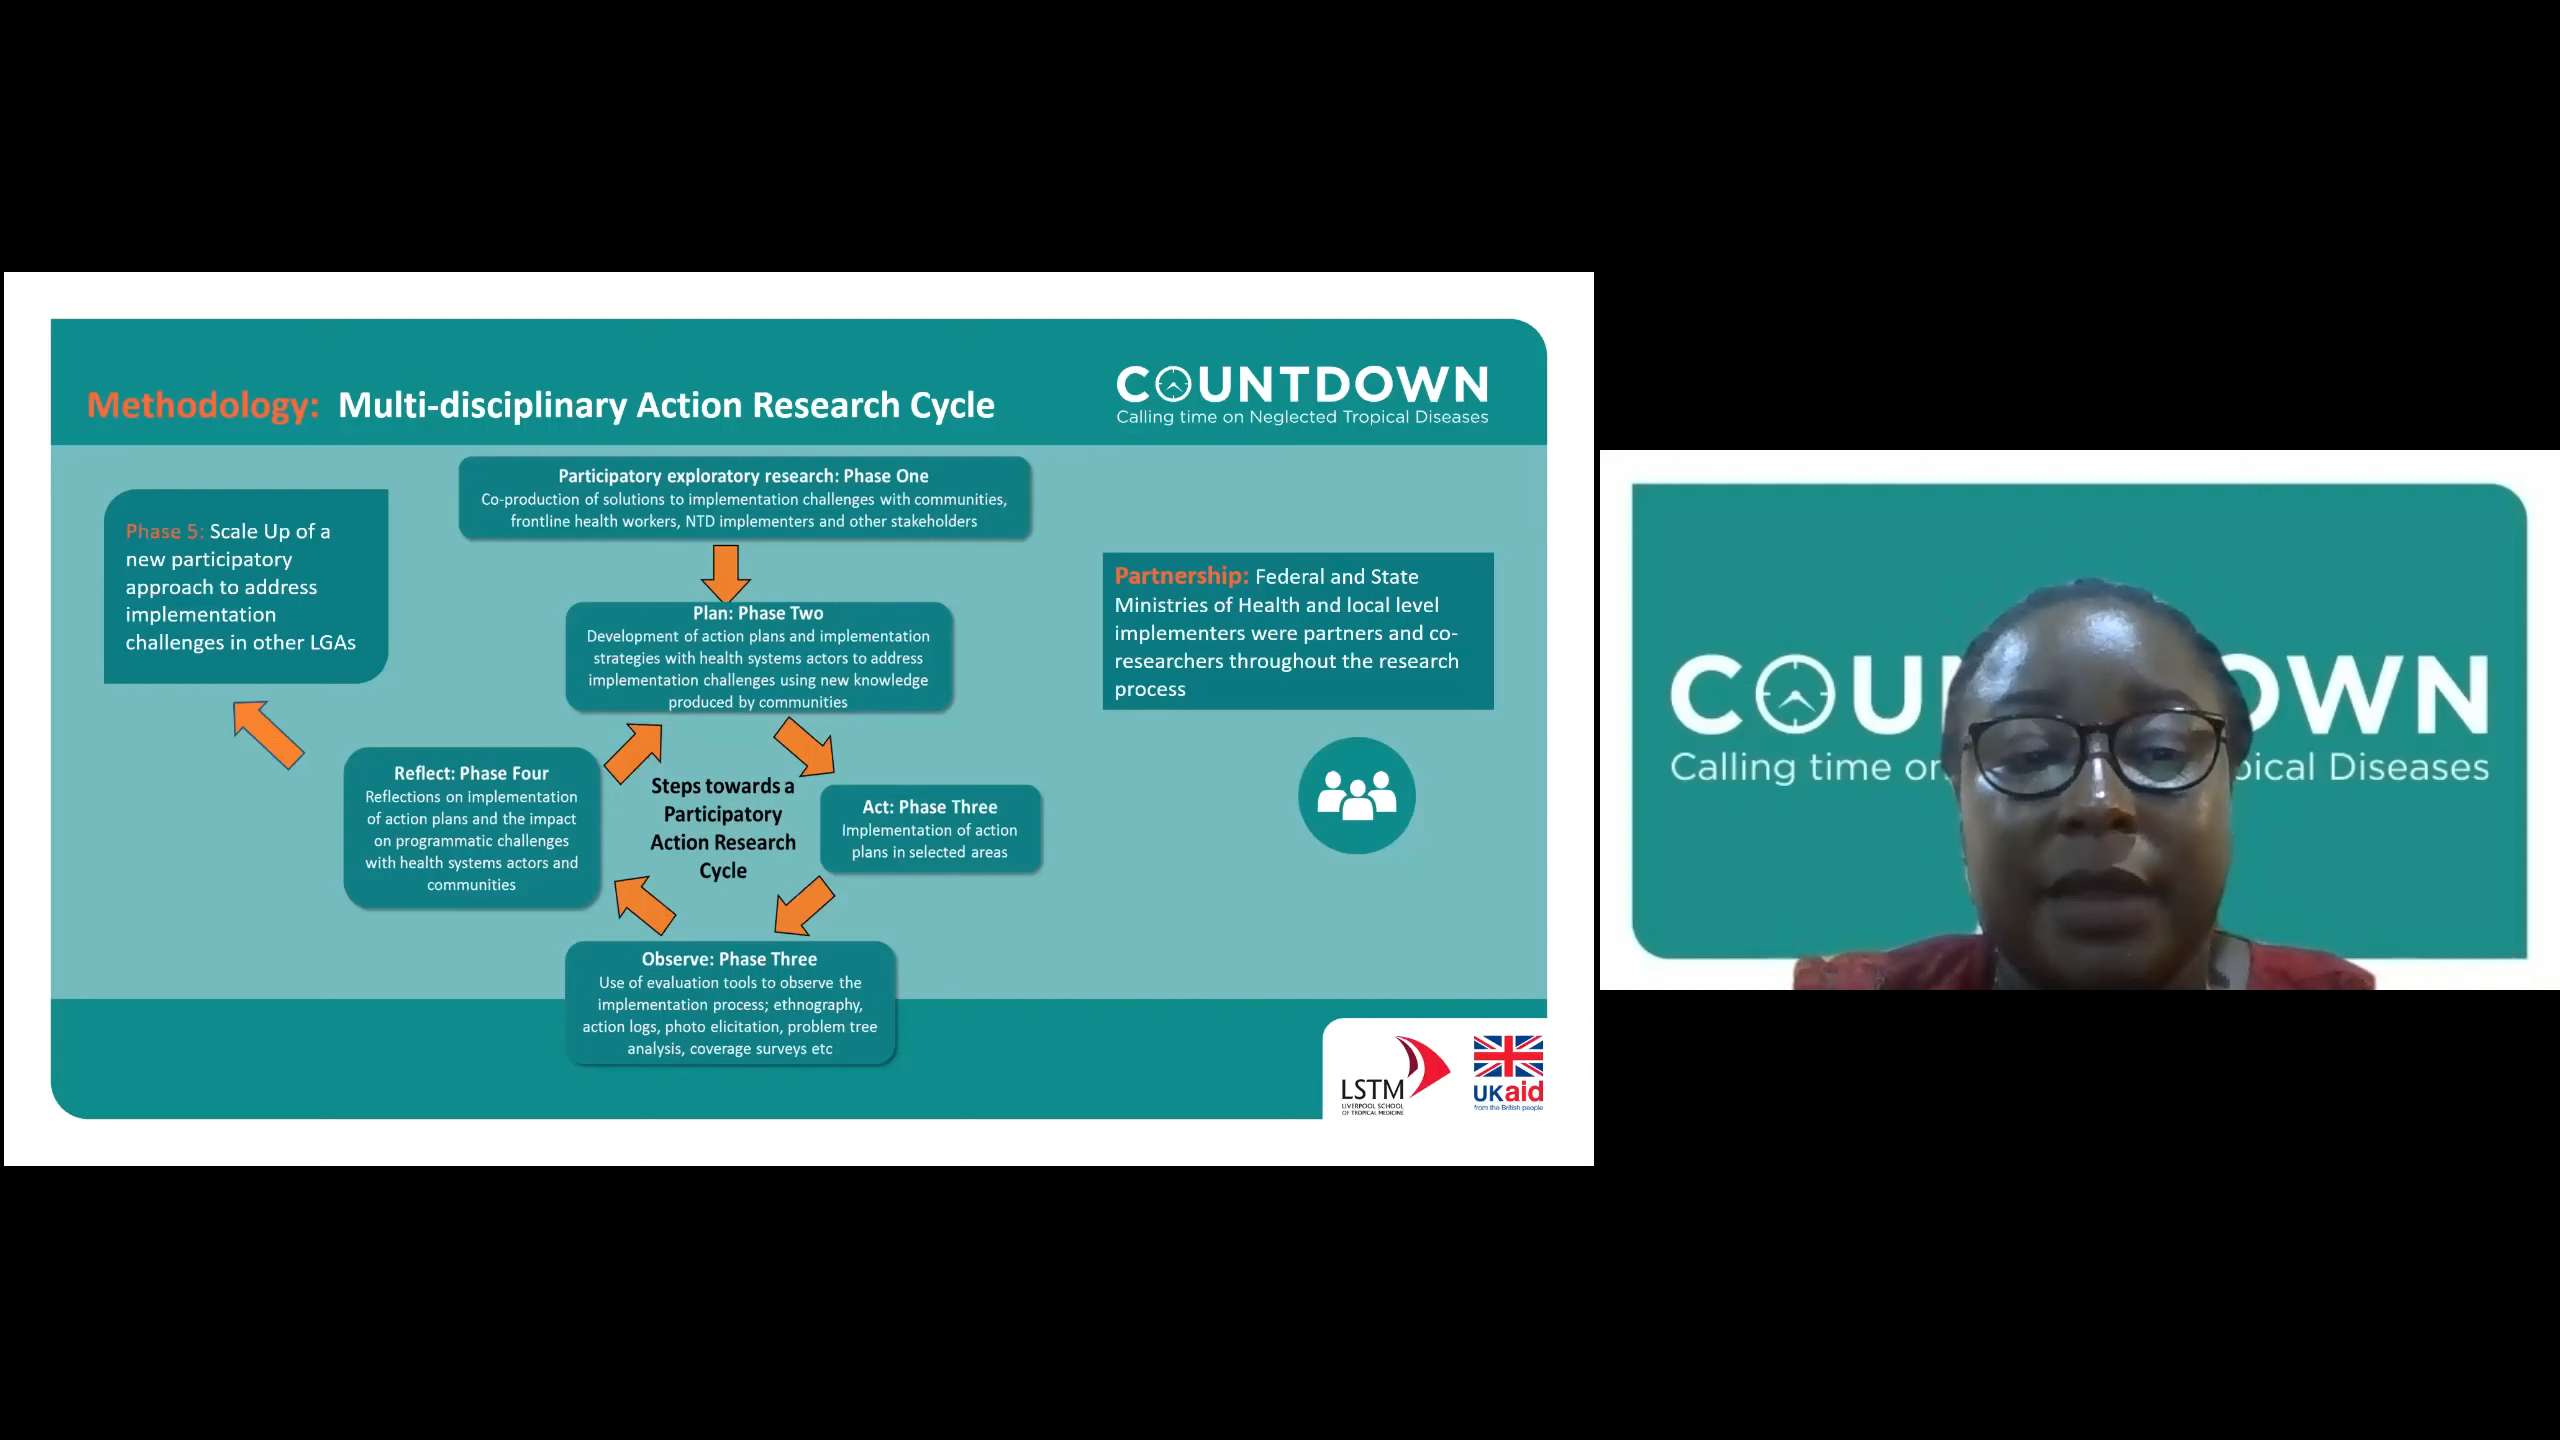 Methodology: Multi-disciplinary Action Research Cycle
COUNTDOWN
Calling time on Neglected Tropical Diseases
Participatory exploratory research: Phase One
Co-production of solutions to implementation challenges with communities,
frontline health workers, NTD implementers and other stakeholders
Phase 5: Scale Up of a
new participatory
approach to address
implementation
challenges in other LGAs
Plan: Phase Two
Development of action plans and implementation
strategies with health systems actors to address
implementation challenges using new knowledge
produced by communities
Partnership: Federal and State
Ministries of Health and local level
implementers were partners and co-
researchers throughout the research
process
Reflect: Phase Four
Reflections on implementation
of action plans and the impact
on programmatic challenges
with health systems actors and
communities
Steps towards a
Participatory
Action Research
Cycle
Act: Phase Three
Implementation of action
plans in selected areas
Observe: Phase Three
Use of evaluation tools to observe the
implementation process; ethnography,
action logs, photo elicitation, problem tree
analysis, coverage surveys etc
LSTM
LIVERPOOL SCHOOL
OF TROPICAL MEDICINE
UKaid
from the British people
COU OWN
Calling time on pical Diseases